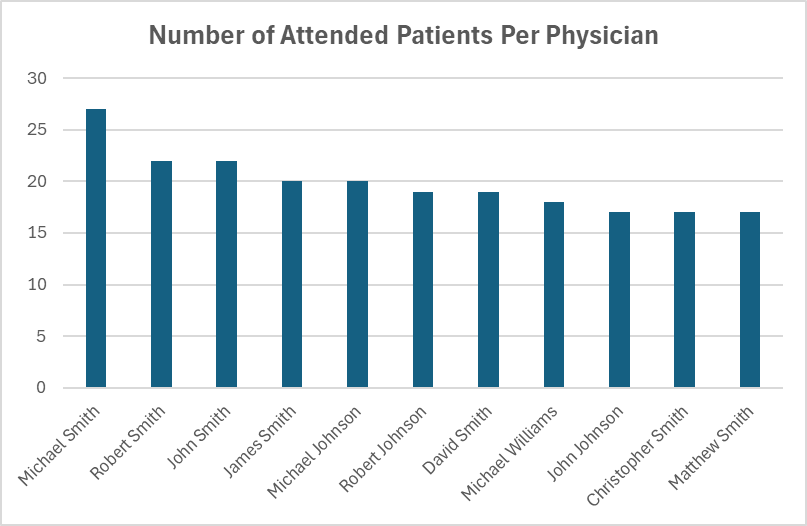 Number of Attended Patients Per Physician
30
25
20
15
10
5
0
Michael Smith
Robert Smith
John Smith
James Smith
Michael Johnson
Robert Johnson
David Smith
Michael Williams
John Johnson
Christopher Smith
Matthew Smith